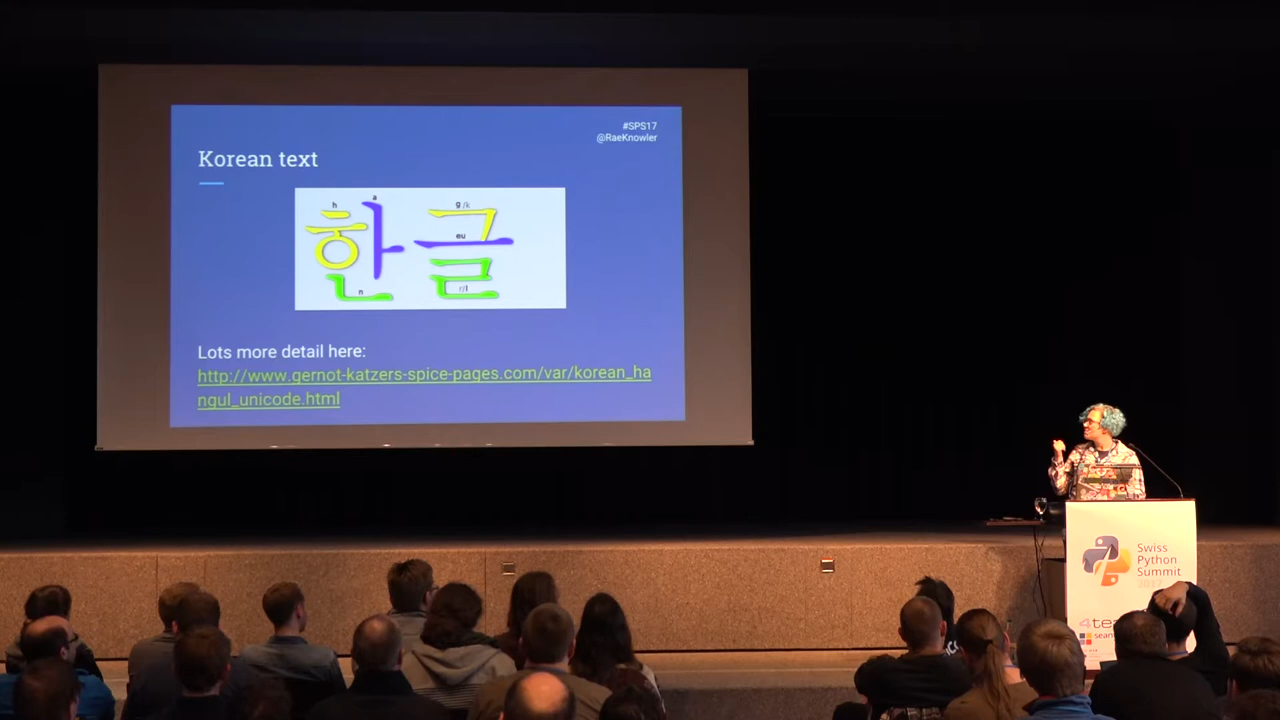 #SPS17
@RaeKnowler
Korean text
한글
h
a
n
g/k
eu
r/l
Lots more detail here:
http://www.gernot-katzers-spice-pages.com/var/korean_ha
ngul_unicode.html
Swiss
Python
Summit
2017